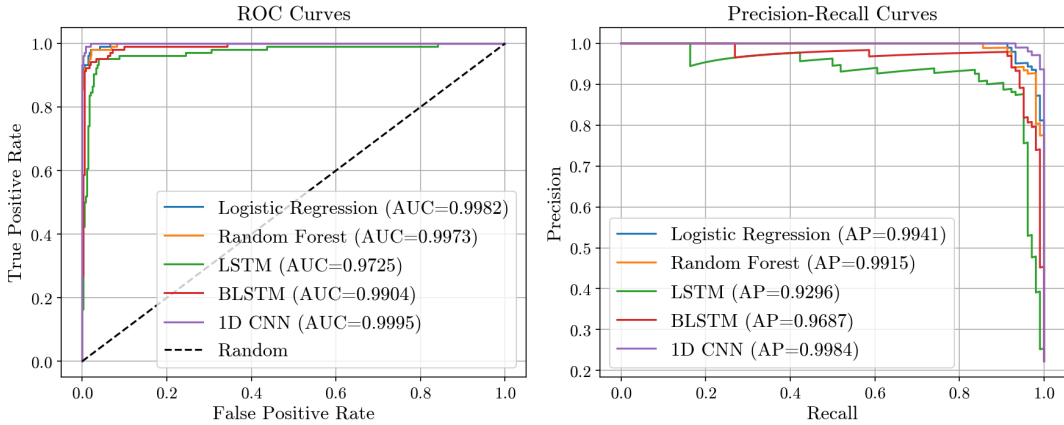 ROC Curves
True Positive Rate
1.0
0.8
0.6
0.4
0.2
0.0
Logistic Regression (AUC=0.9982)
Random Forest (AUC=0.9973)
LSTM (AUC=0.9725)
BLSTM (AUC=0.9904)
1D CNN (AUC=0.9995)
Random
0.0 0.2 0.4 0.6 0.8 1.0
False Positive Rate
Precision-Recall Curves
Precision
1.0
0.9
0.8
0.7
0.6
0.5
0.4
0.3
0.2
Logistic Regression (AP=0.9941)
Random Forest (AP=0.9915)
LSTM (AP=0.9296)
BLSTM (AP=0.9687)
1D CNN (AP=0.9984)
0.0 0.2 0.4 0.6 0.8 1.0
Recall